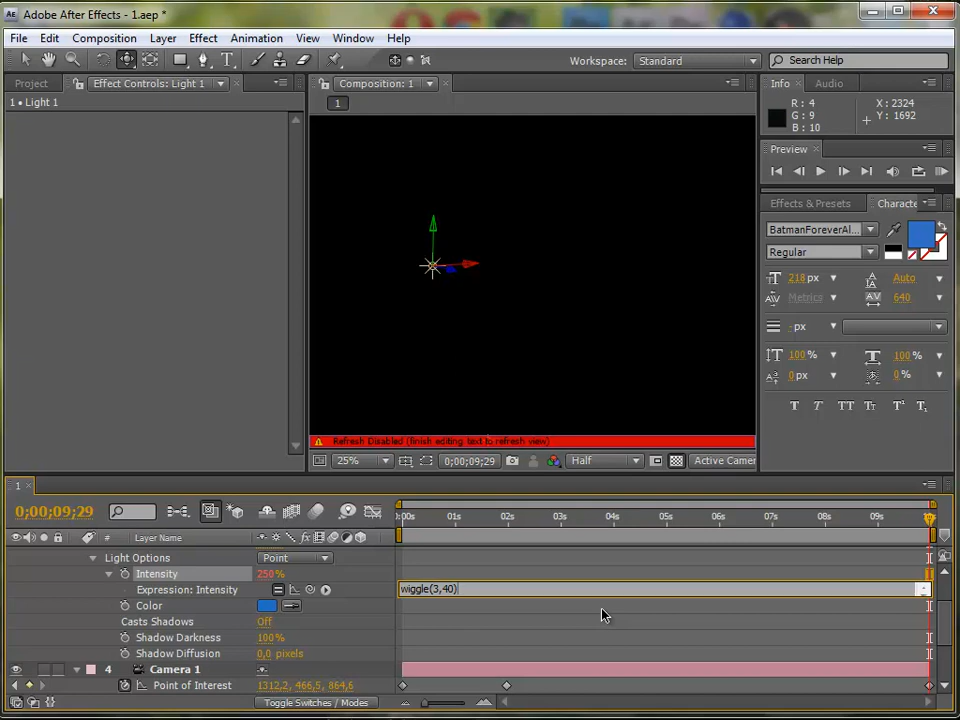 Adobe After Effects - 1.aep *
File Edit Composition Layer Effect Animation View Window Help
Workspace: Standard Search Help
Project Effect Controls: Light 1 Composition: 1 Info Audio
1 • Light 1
1
R : 4 X : 2324
G : 9 Y : 1692
B : 10
Preview
Effects & Presets Characte
BatmanForeverAl...
Regular
218 px Auto
Metrics 640
- px
100 % 100 %
0 px 0 %
T T TT TT T¹ T₁
Refresh Disabled (finish editing text to refresh view)
25% 0;00;09;29 Half Active Camer
1
0;00;09;29 :00s 01s 02s 03s 04s 05s 06s 07s 08s 09s
# Layer Name
Light Options Point
Intensity 250 %
Expression: Intensity wiggle(3,40)
Color
Casts Shadows Off
Shadow Darkness 100%
Shadow Diffusion 0,0 pixels
4 Camera 1
Point of Interest 1312,2, 466,5, 864,6
Toggle Switches / Modes